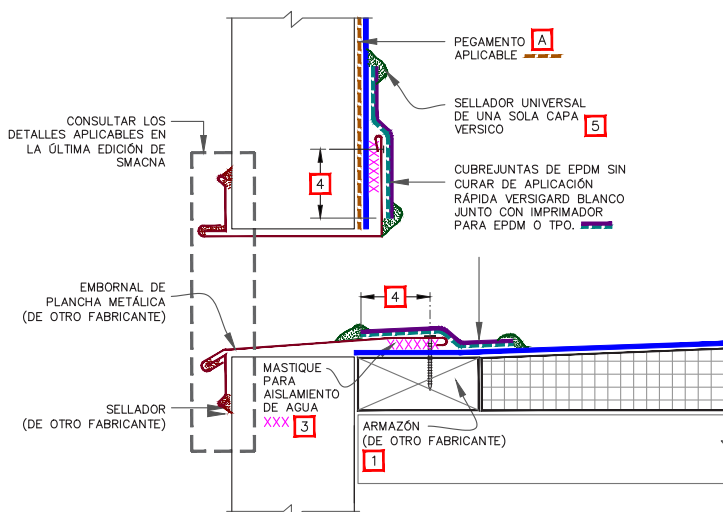 PEGAMENTO A
APLICABLE
SELLADOR UNIVERSAL
DE UNA SOLA CAPA
VERSICO 5
CONSULTAR LOS
DETALLES APLICABLES EN
LA ÚLTIMA EDICIÓN DE
SMACNA
4
CUBREJUNTAS DE EPDM SIN
CURAR DE APLICACIÓN
RÁPIDA VERSIGARD BLANCO
JUNTO CON IMPRIMADOR
PARA EPDM O TPO.
EMBORNAL DE
PLANCHA METÁLICA
(DE OTRO FABRICANTE)
4
MASTIQUE
PARA
AISLAMIENTO
DE AGUA
XXX 3
SELLADOR
(DE OTRO FABRICANTE)
ARMAZÓN
(DE OTRO FABRICANTE)
1